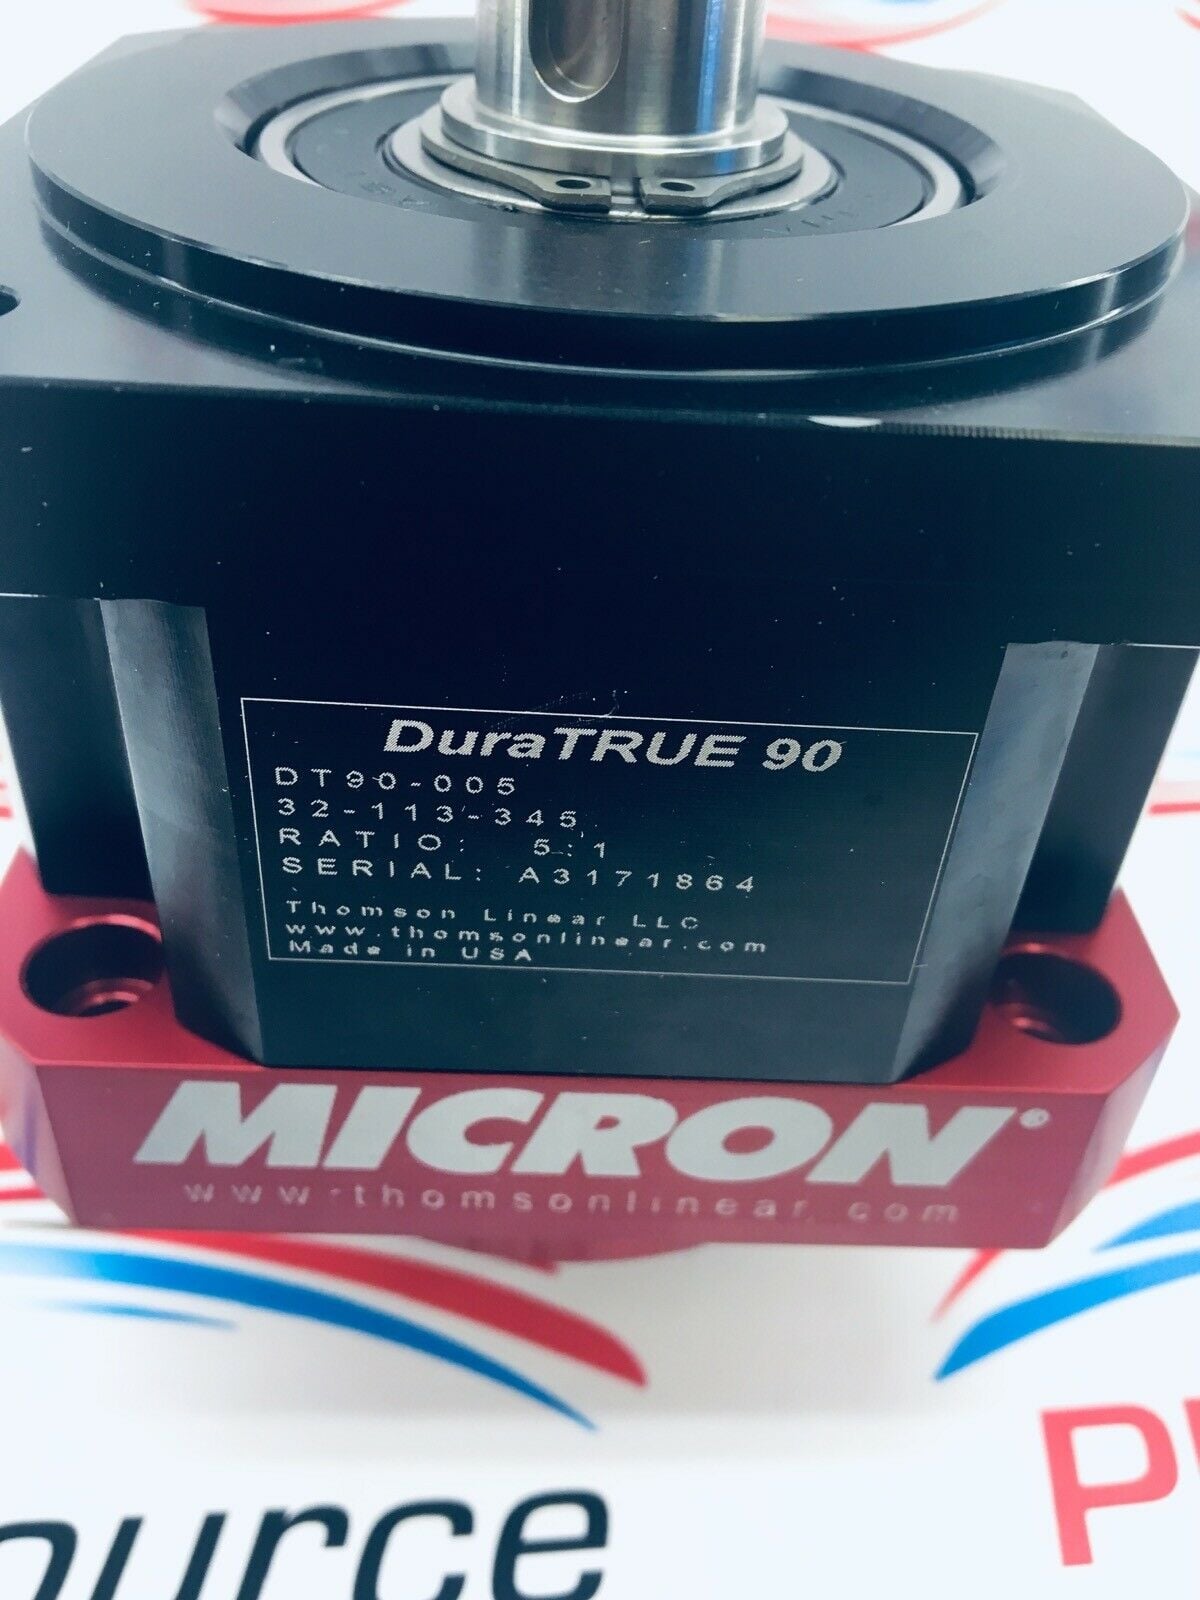 DuraTRUE 90
DT90-005
32-113-345
RATIO: 5:1
SERIAL: A3171864
Thomson Linear LLC
www.thomsonlinear.com
Made in USA
MICRON®
www.thomsonlinear.com